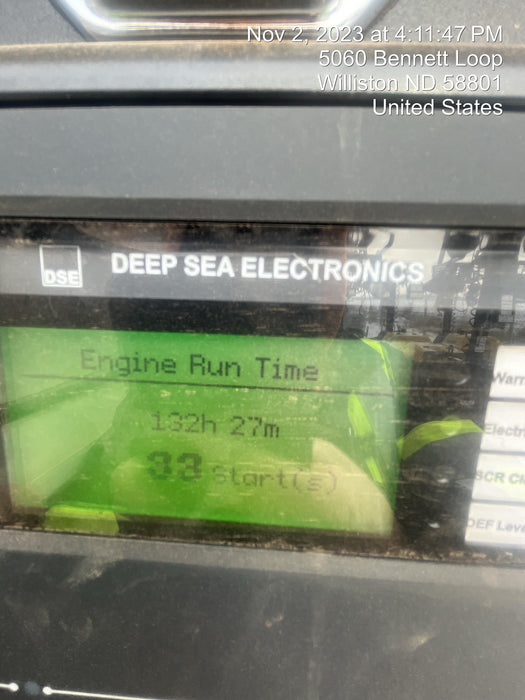 Nov 2, 2023 at 4:11:47 PM
5060 Bennett Loop
Williston ND 58801
United States
DSE
DEEP SEA ELECTRONICS
Engine Run Time
27m
33 Start(s)
Warn
Electri
SCR Cl
DEF Leve